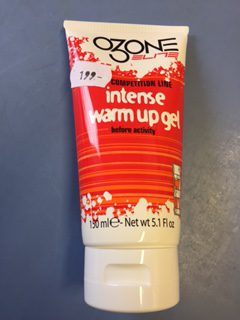 OZONE
ELITE
199.-
COMPETITION LINE
intense
warm up gel
before activity
150 ml e - Net wt 5.1 Fl oz